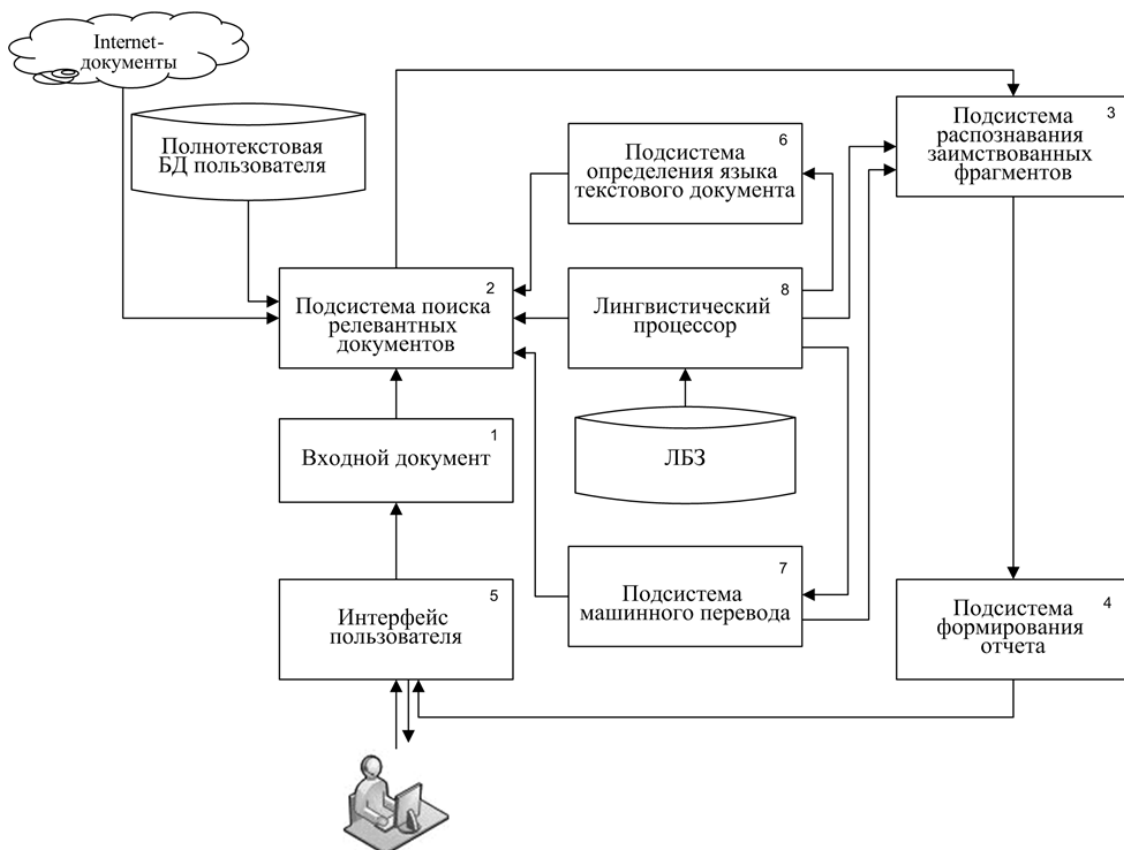 Internet-
документы
Полнотекстовая
БД пользователя
6
Подсистема
определения языка
текстового документа
3
Подсистема
распознавания
заимствованных
фрагментов
2
Подсистема поиска
релевантных
документов
8
Лингвистический
процессор
1
Входной документ
ЛБЗ
5
Интерфейс
пользователя
7
Подсистема
машинного перевода
4
Подсистема
формирования
отчета